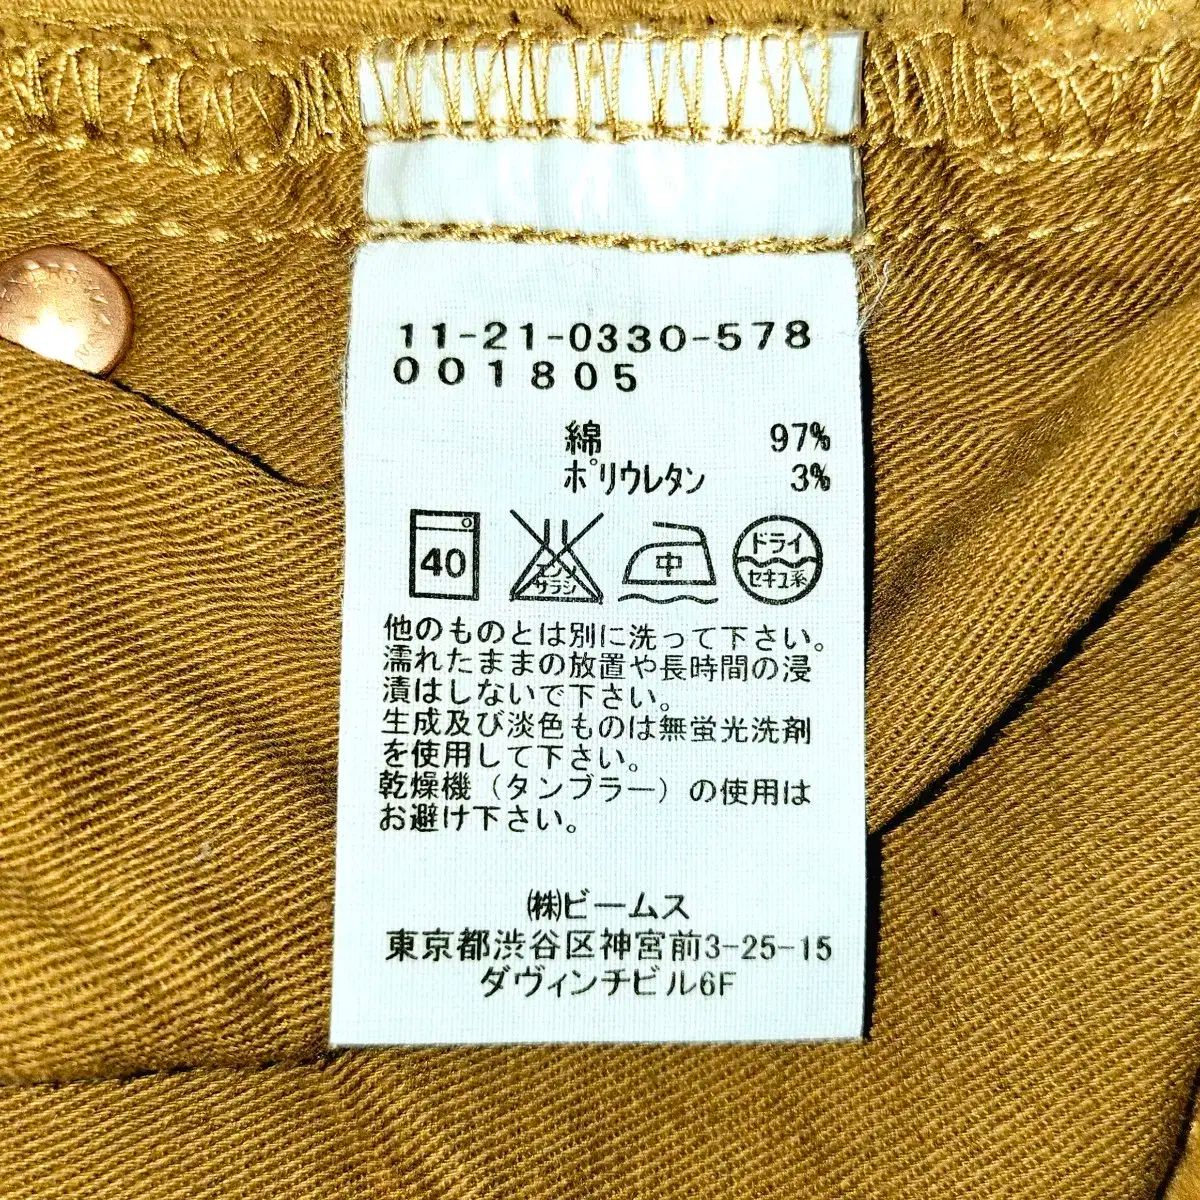 11-21-0330-578
001805
綿 97%
ポリウレタン 3%
40 エンソサラシ 中 ドライ セキユ系
他のものとは別に洗って下さい。
濡れたままの放置や長時間の浸
漬はしないで下さい。
生成及び淡色ものは無蛍光洗剤
を使用して下さい。
乾燥機(タンブラー)の使用は
お避け下さい。
㈱ビームス
東京都渋谷区神宮前3-25-15
ダヴィンチビル6F